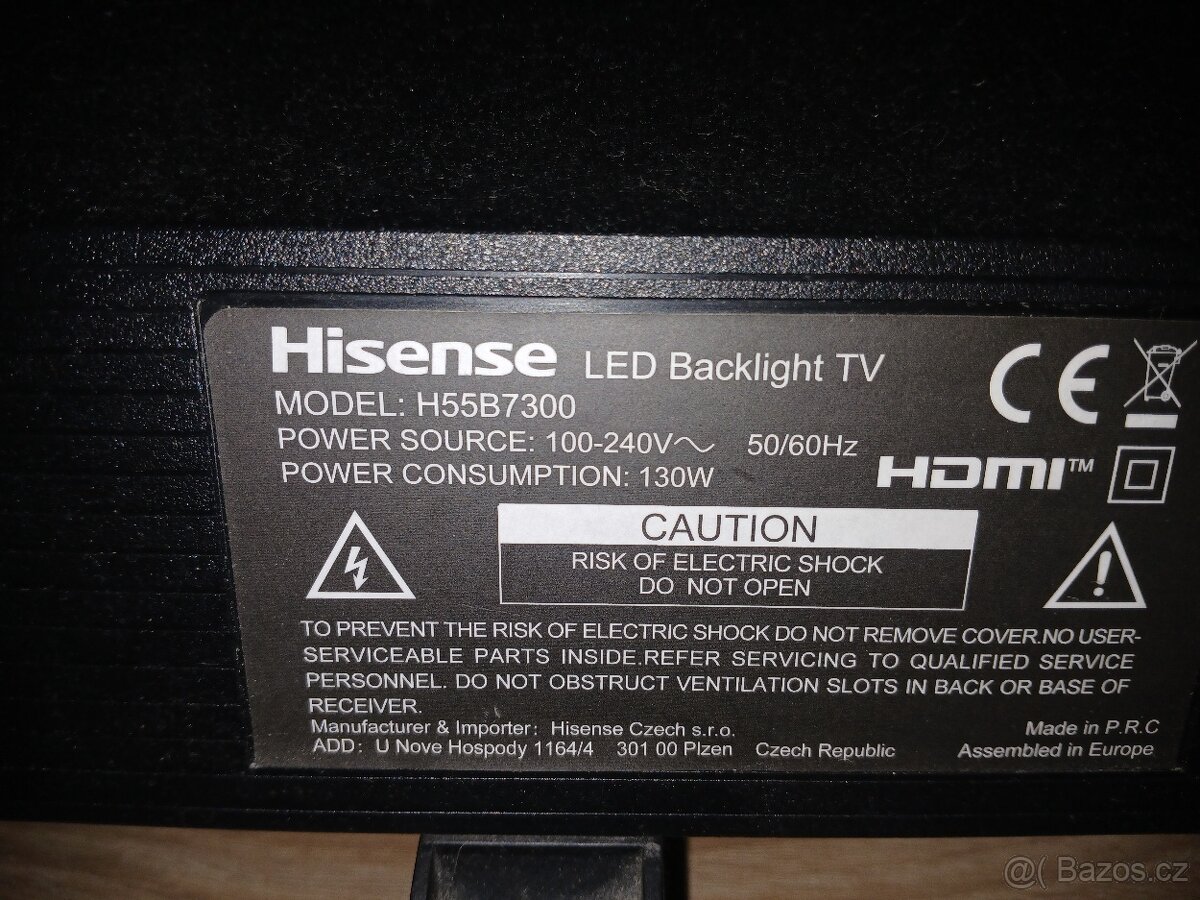 Hisense LED Backlight TV
MODEL: H55B7300
POWER SOURCE: 100-240V～ 50/60Hz
POWER CONSUMPTION: 130W
CE
HDMI™
CAUTION
RISK OF ELECTRIC SHOCK
DO NOT OPEN
TO PREVENT THE RISK OF ELECTRIC SHOCK DO NOT REMOVE COVER.NO USER-
SERVICEABLE PARTS INSIDE.REFER SERVICING TO QUALIFIED SERVICE
PERSONNEL. DO NOT OBSTRUCT VENTILATION SLOTS IN BACK OR BASE OF
RECEIVER.
Manufacturer & Importer: Hisense Czech s.r.o.
ADD: U Nove Hospody 1164/4 301 00 Plzen Czech Republic
Made in P.R.C
Assembled in Europe
@( Bazos.cz